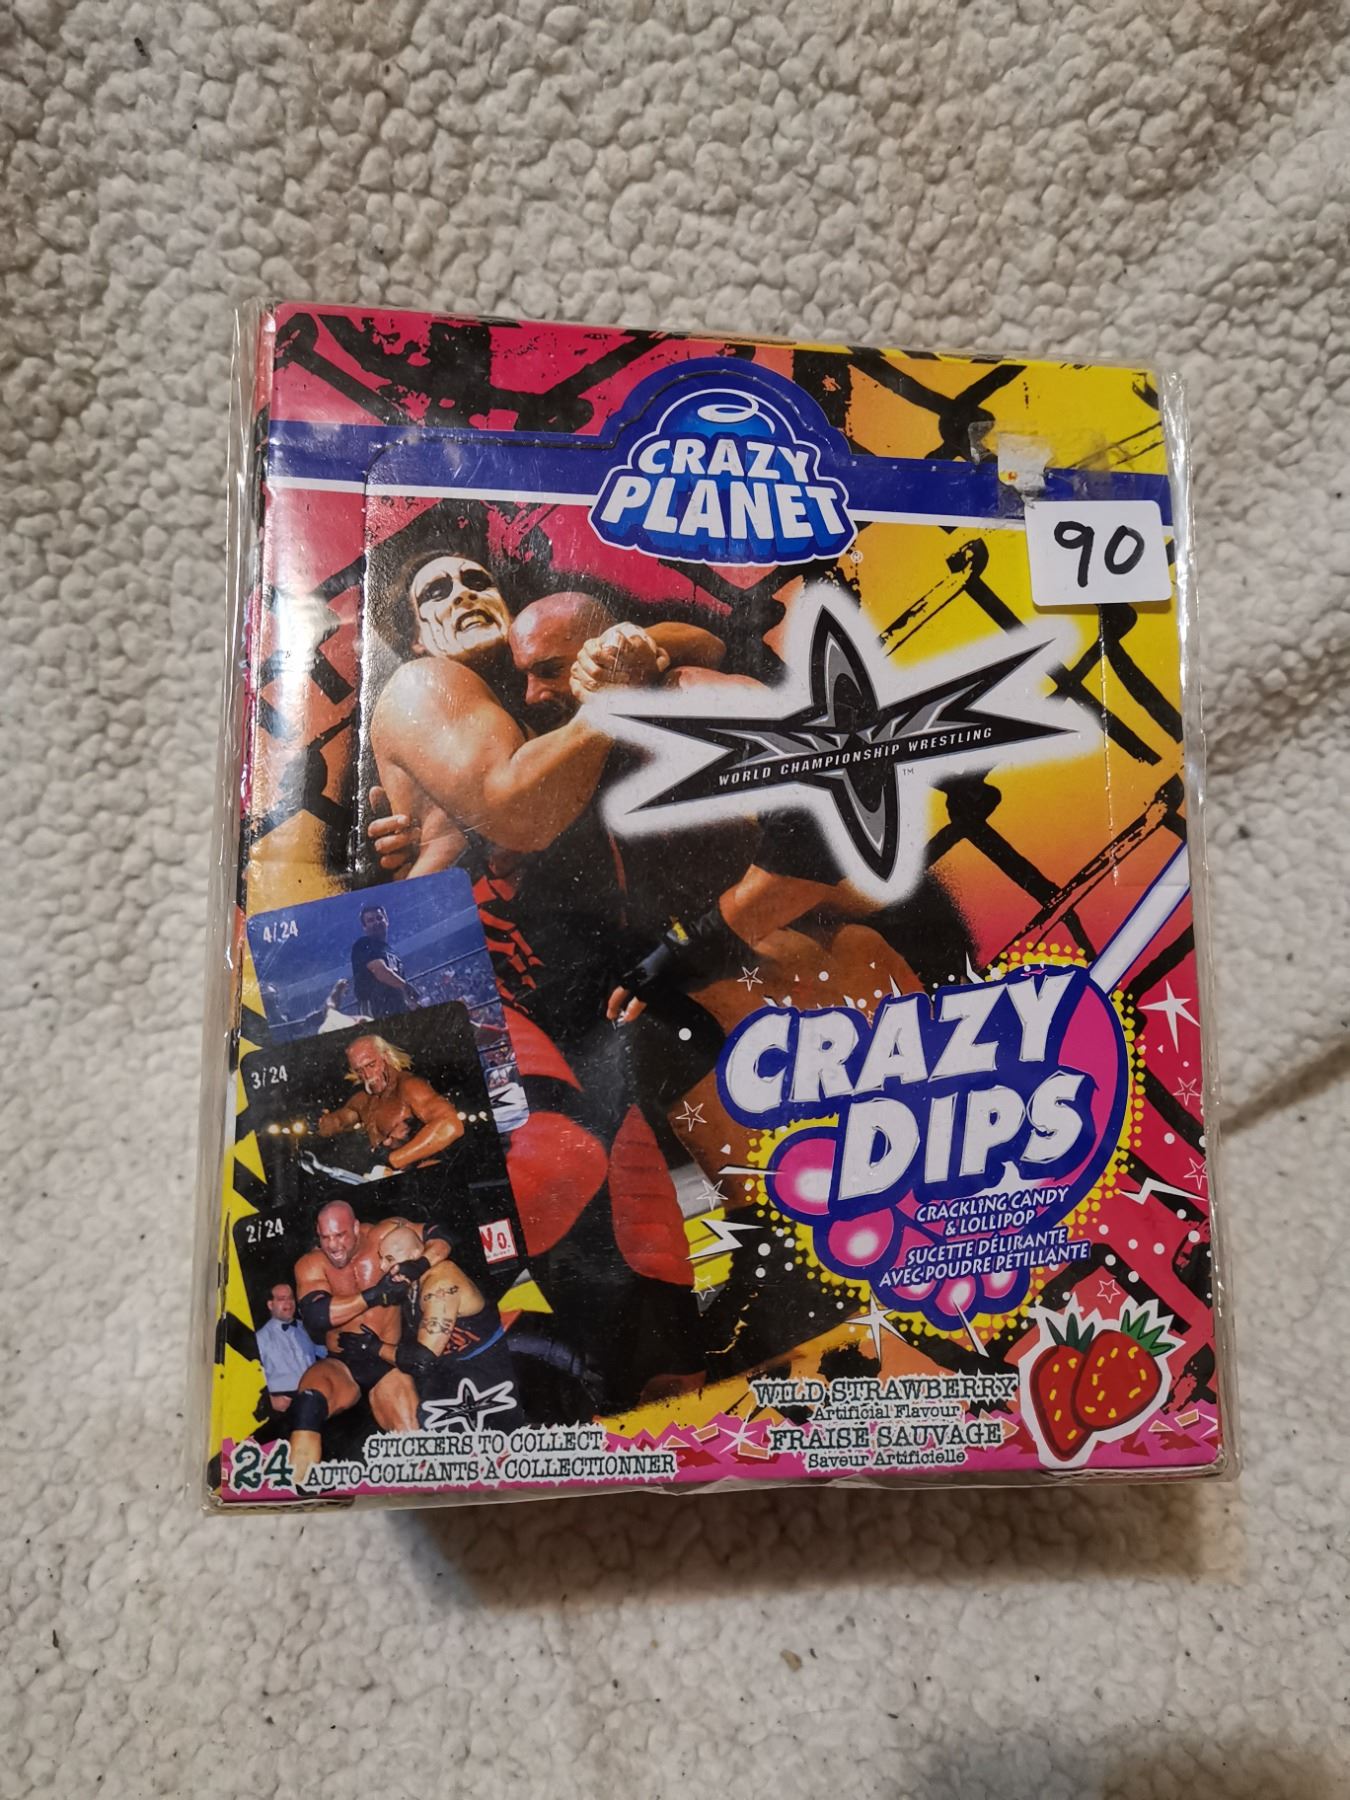 CRAZY
PLANET
®
90
WORLD CHAMPIONSHIP WRESTLING
TM
4/24
3/24
2/24
CRAZY
DIPS
CRACKLING CANDY
& LOLLIPOP
SUCETTE DÉLIRANTE
AVEC POUDRE PÉTILLANTE
WILD STRAWBERRY
Artificial Flavour
FRAISE SAUVAGE
Saveur Artificielle
24 STICKERS TO COLLECT
AUTO-COLLANTS À COLLECTIONNER